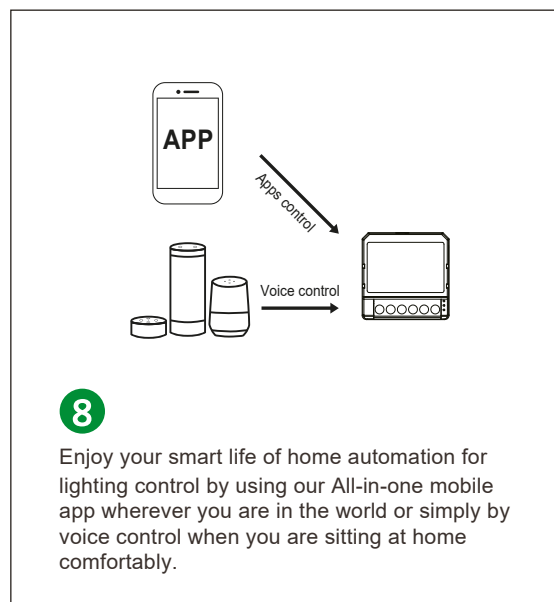 APP
Apps control
Voice control
8
Enjoy your smart life of home automation for
lighting control by using our All-in-one mobile
app wherever you are in the world or simply by
voice control when you are sitting at home
comfortably.